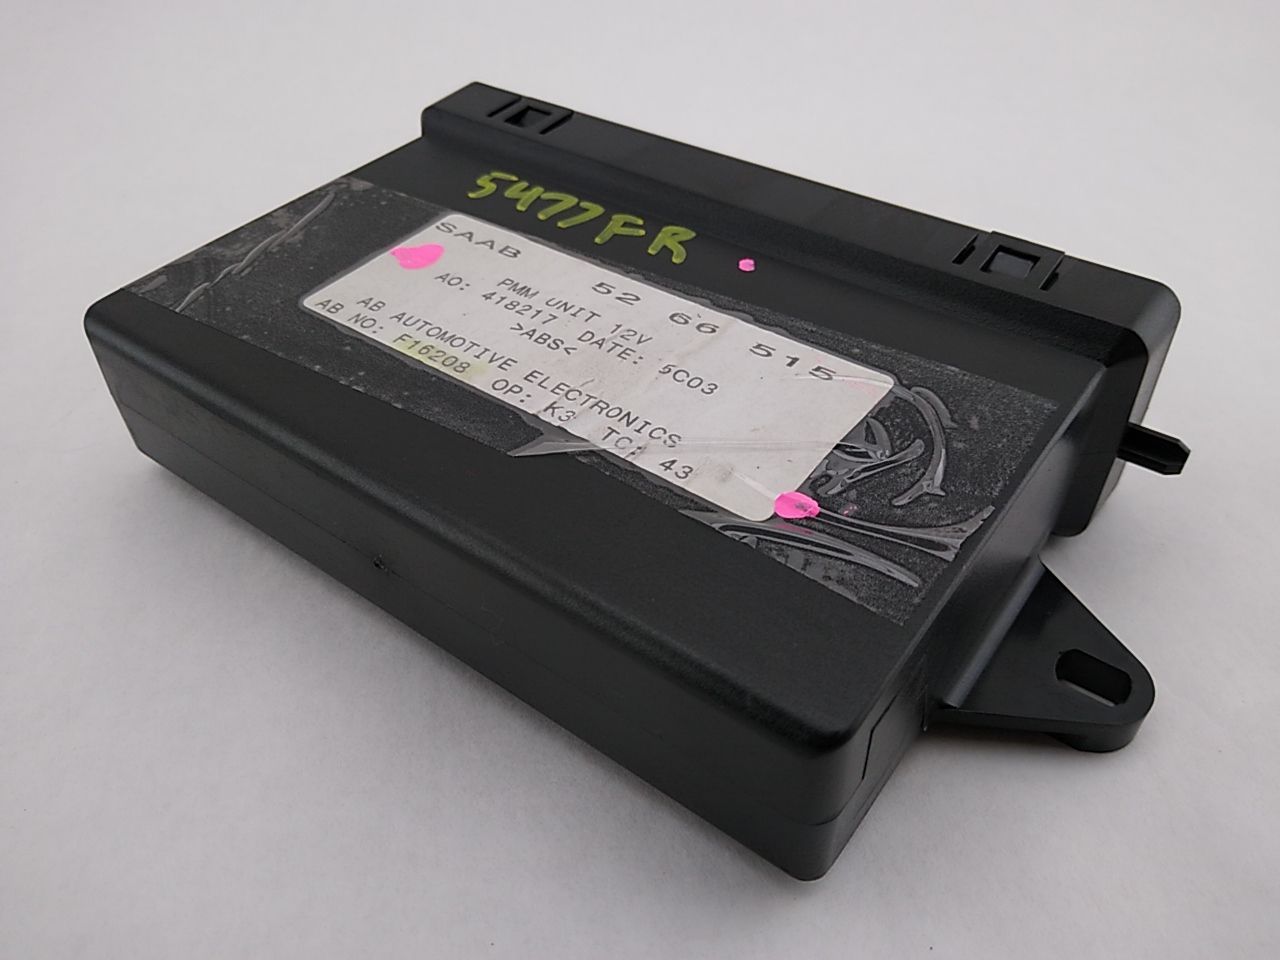 5477FR
SAAB 52 66 515
PMM UNIT 12V
AO: 418217 DATE: 5C03
>ABS<
AB AUTOMOTIVE ELECTRONICS
AB NO: F16208 OP: K3 TC: 43